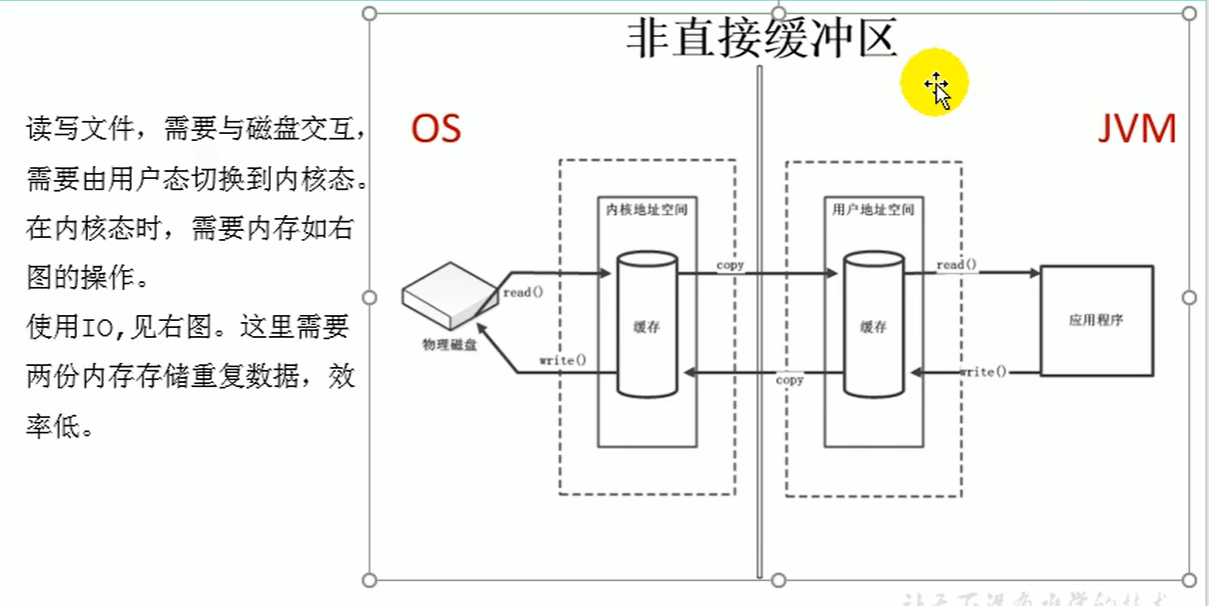 非直接缓冲区
读写文件，需要与磁盘交互，
需要由用户态切换到内核态。
在内核态时，需要内存如右
图的操作。
使用IO,见右图。这里需要
两份内存存储重复数据，效
率低。
OS
JVM
内核地址空间
用户地址空间
copy
read()
read()
物理磁盘
缓存
缓存
应用程序
write()
copy
write()